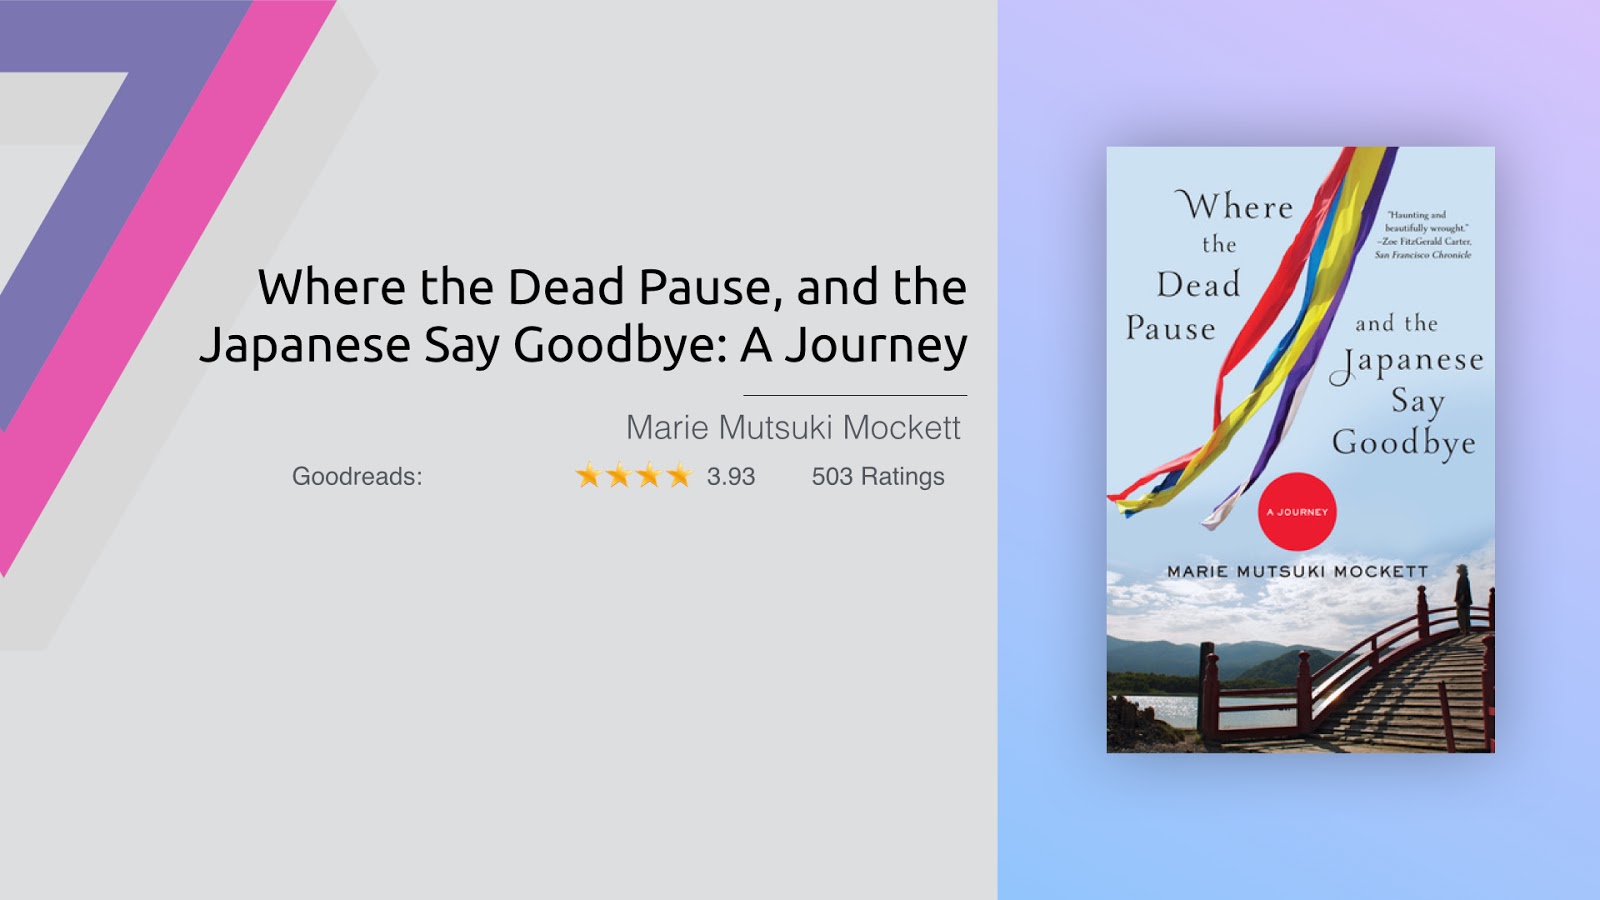 Where the Dead Pause, and the
Japanese Say Goodbye: A Journey
Marie Mutsuki Mockett
Goodreads: 3.93 503 Ratings
Where
the
Dead
Pause
"Haunting and
beautifully wrought."
–Zoe FitzGerald Carter,
San Francisco Chronicle
and the
Japanese
Say
Goodbye
A JOURNEY
MARIE MUTSUKI MOCKETT